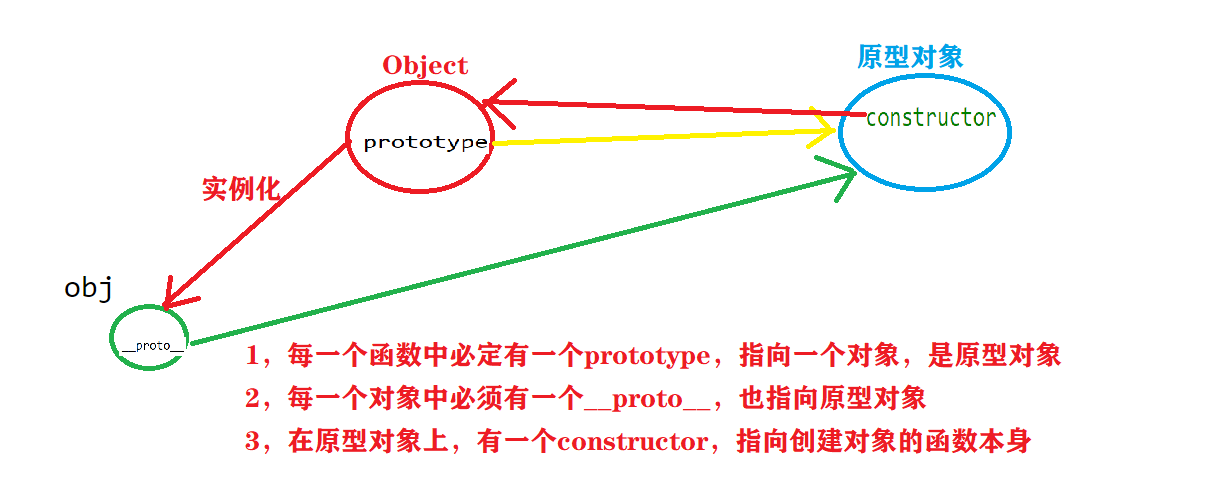 原型对象
Object
constructor
prototype
实例化
obj
__proto__
1，每一个函数中必定有一个prototype，指向一个对象，是原型对象
2，每一个对象中必须有一个__proto__，也指向原型对象
3，在原型对象上，有一个constructor，指向创建对象的函数本身